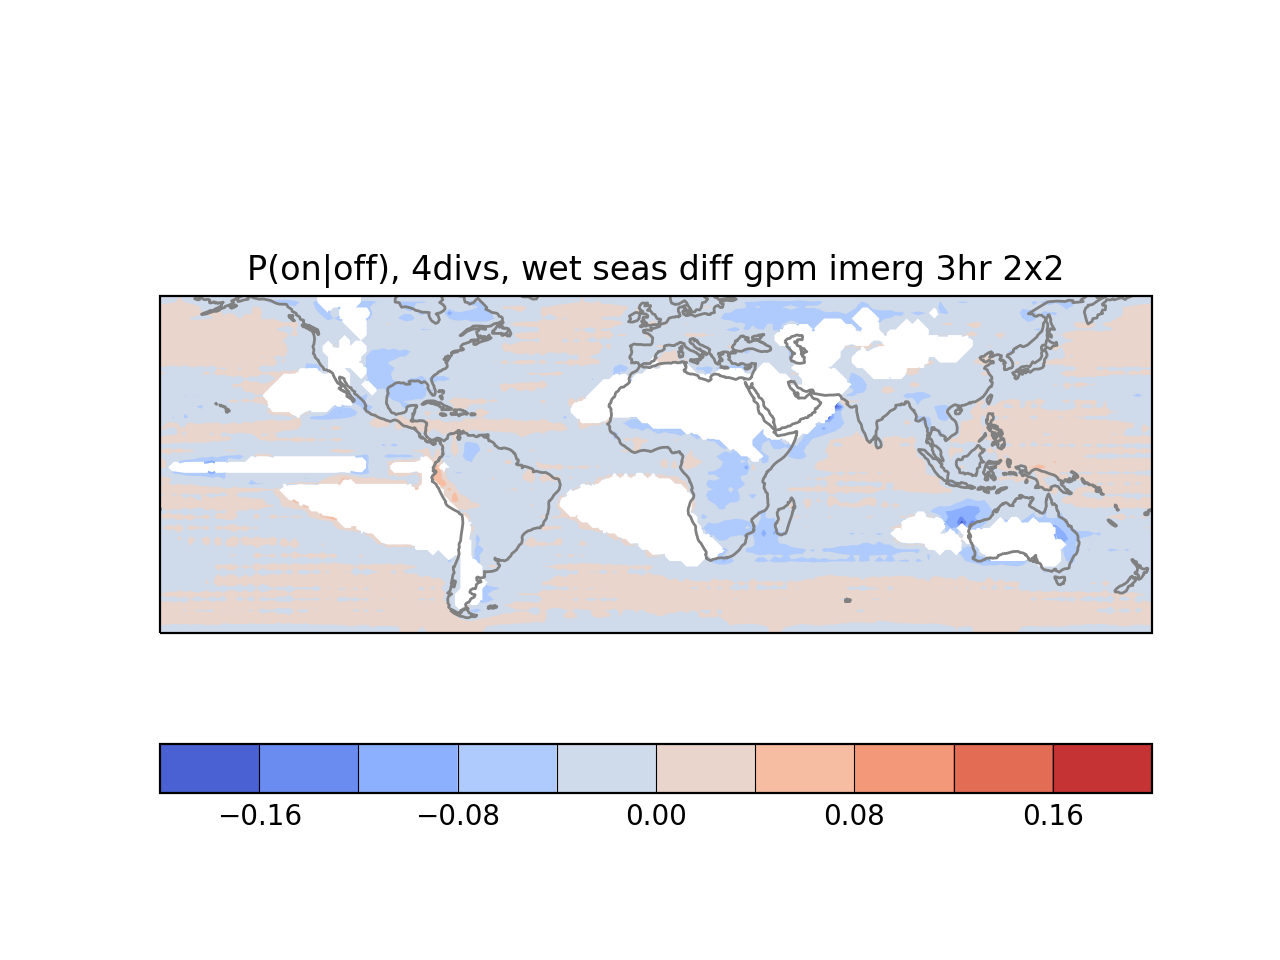 P(on|off), 4divs, wet seas diff gpm imerg 3hr 2x2
−0.16 −0.08 0.00 0.08 0.16